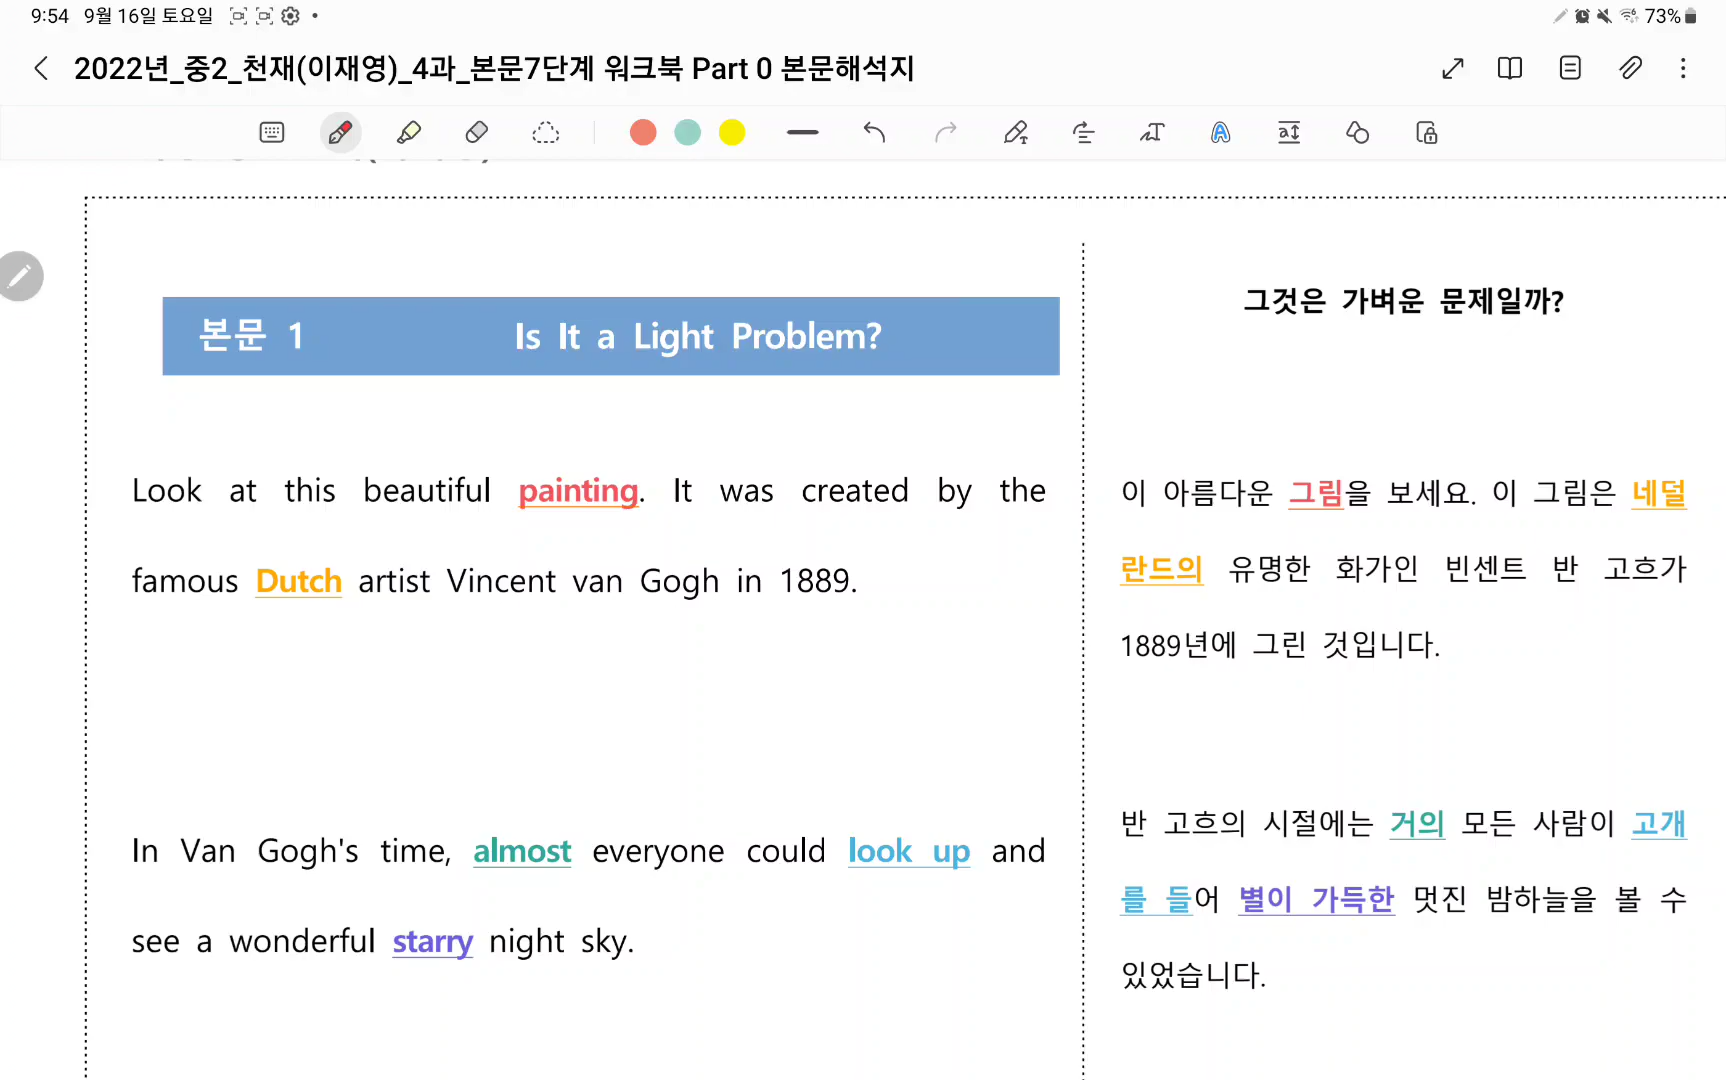 9:54 9월 16일 토요일
73%
2022년_중2_천재(이재영)_4과_본문7단계 워크북 Part 0 본문해석지
그것은 가벼운 문제일까?
본문 1 Is It a Light Problem?
Look at this beautiful painting. It was created by the
famous Dutch artist Vincent van Gogh in 1889.
이 아름다운 그림을 보세요. 이 그림은 네덜
란드의 유명한 화가인 빈센트 반 고흐가
1889년에 그린 것입니다.
In Van Gogh's time, almost everyone could look up and
see a wonderful starry night sky.
반 고흐의 시절에는 거의 모든 사람이 고개
를 들어 별이 가득한 멋진 밤하늘을 볼 수
있었습니다.